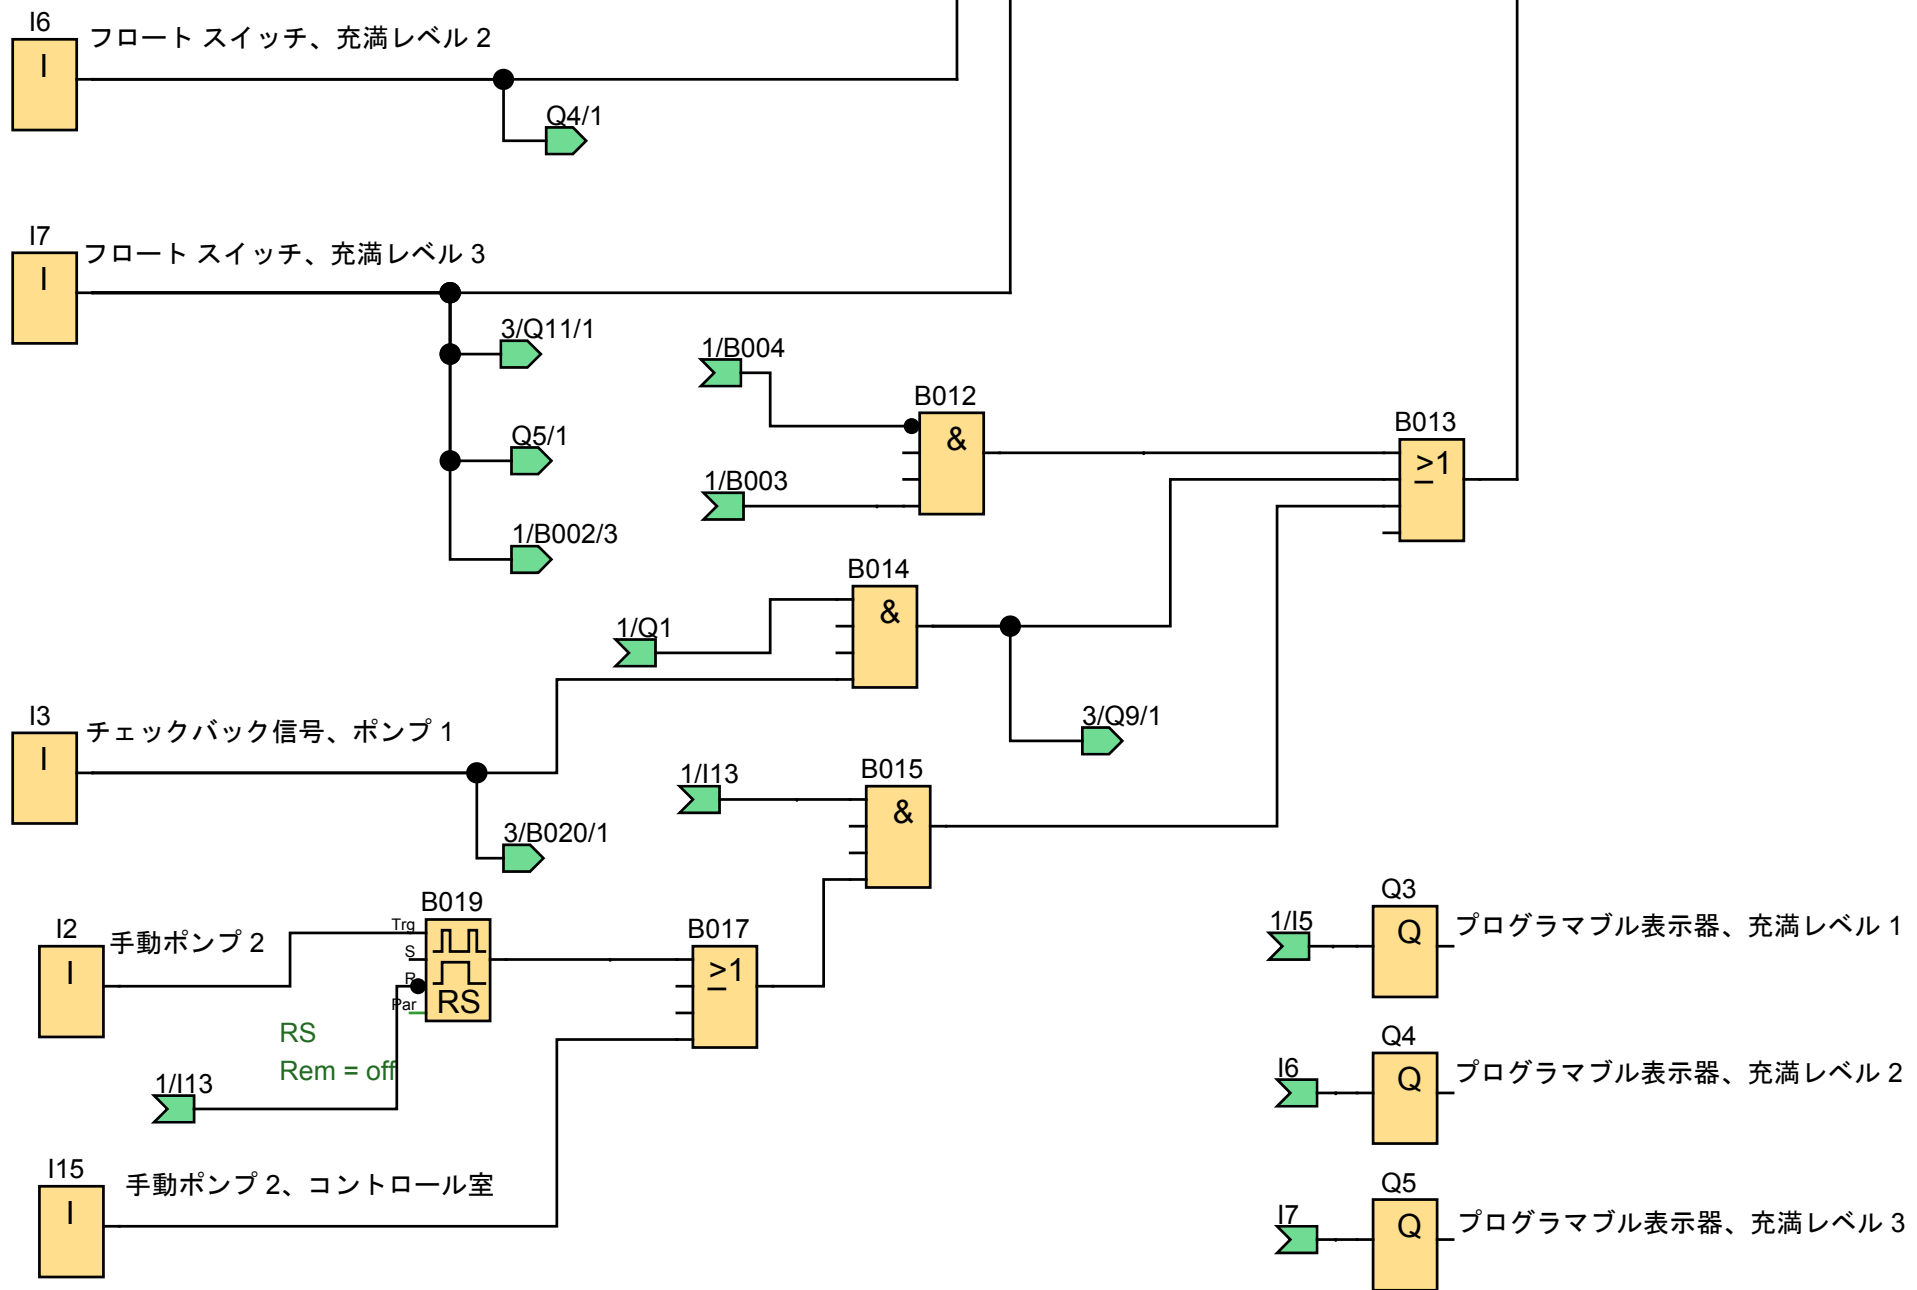 I6
フロート スイッチ、充満レベル 2
I
Q4/1
I7
フロート スイッチ、充満レベル 3
I
3/Q11/1
Q5/1
1/B002/3
1/B004
1/B003
B012
&
B013
>1
B014
&
1/Q1
3/Q9/1
I3
チェックバック信号、ポンプ 1
I
3/B020/1
1/I13
B015
&
I2
手動ポンプ 2
I
B019
Trg
S
R
Par
RS
RS
Rem = off
1/I13
B017
>1
I15
手動ポンプ 2、コントロール室
I
Q3
1/I5
Q
プログラマブル表示器、充満レベル 1
Q4
I6
Q
プログラマブル表示器、充満レベル 2
Q5
I7
Q
プログラマブル表示器、充満レベル 3